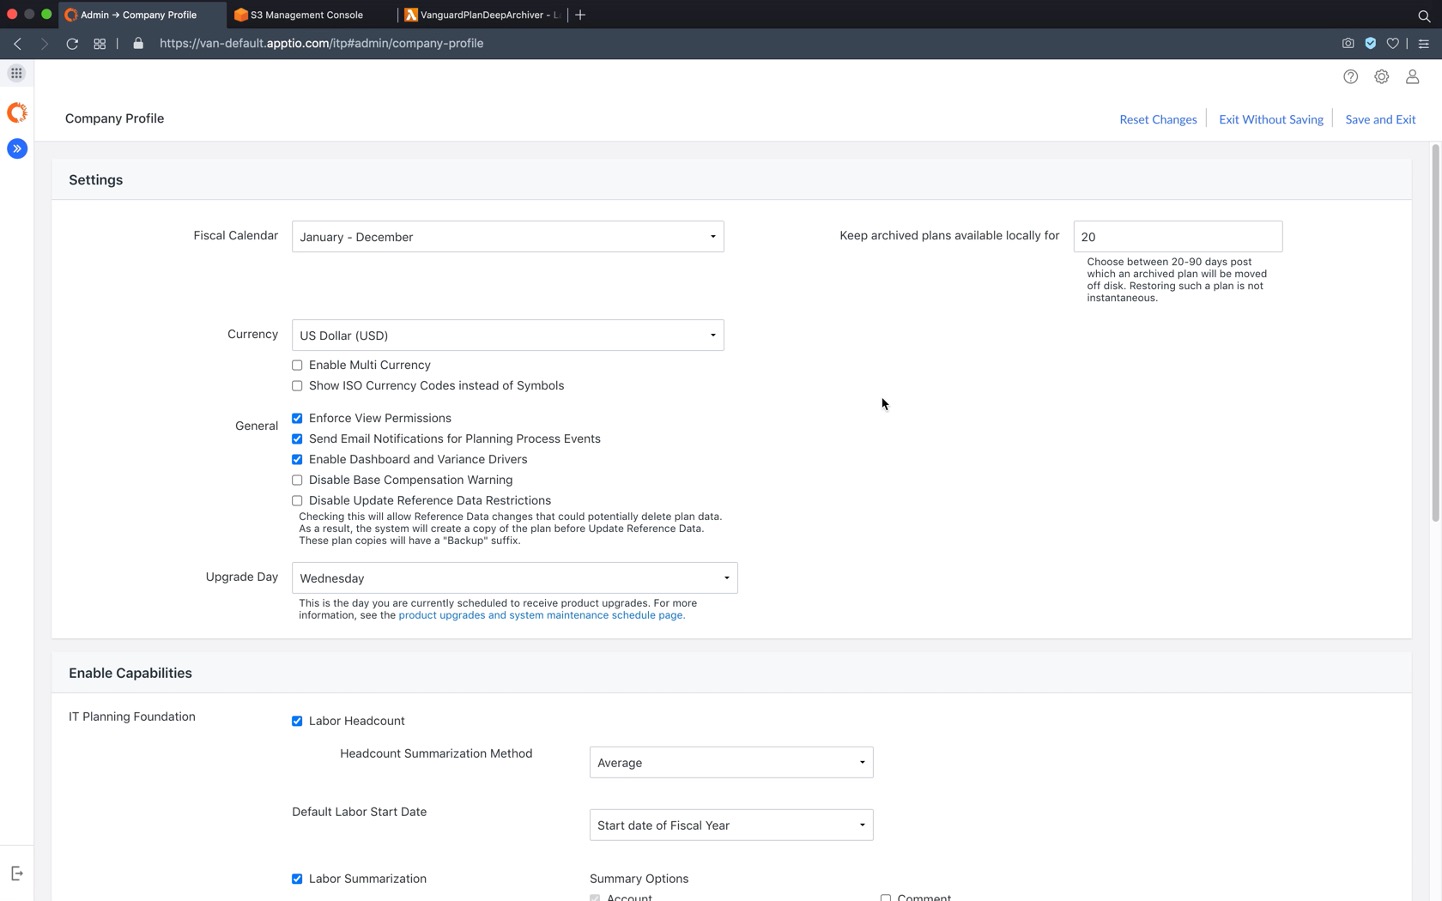 Admin → Company Profile
S3 Management Console
VanguardPlanDeepArchiver - L
https://van-default.apptio.com/itp#admin/company-profile
Company Profile
Reset Changes
Exit Without Saving
Save and Exit
Settings
Fiscal Calendar
January - December
Keep archived plans available locally for
20
Choose between 20-90 days post
which an archived plan will be moved
off disk. Restoring such a plan is not
instantaneous.
Currency
US Dollar (USD)
Enable Multi Currency
Show ISO Currency Codes instead of Symbols
General
Enforce View Permissions
Send Email Notifications for Planning Process Events
Enable Dashboard and Variance Drivers
Disable Base Compensation Warning
Disable Update Reference Data Restrictions
Checking this will allow Reference Data changes that could potentially delete plan data.
As a result, the system will create a copy of the plan before Update Reference Data.
These plan copies will have a "Backup" suffix.
Upgrade Day
Wednesday
This is the day you are currently scheduled to receive product upgrades. For more
information, see the product upgrades and system maintenance schedule page.
Enable Capabilities
IT Planning Foundation
Labor Headcount
Headcount Summarization Method
Average
Default Labor Start Date
Start date of Fiscal Year
Labor Summarization
Summary Options
Account
Comment